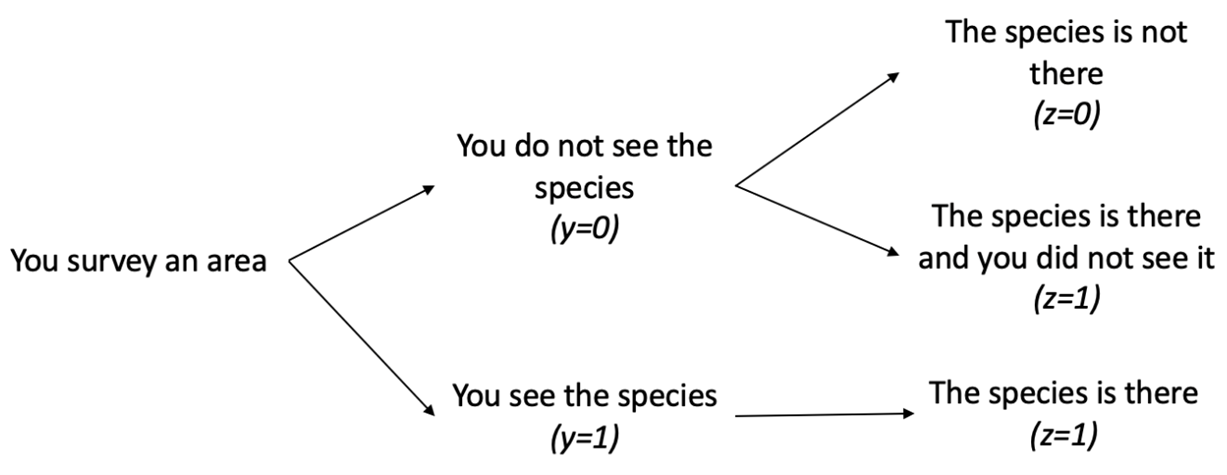 You survey an area
You do not see the
species
(y=0)
You see the species
(y=1)
The species is not
there
(z=0)
The species is there
and you did not see it
(z=1)
The species is there
(z=1)